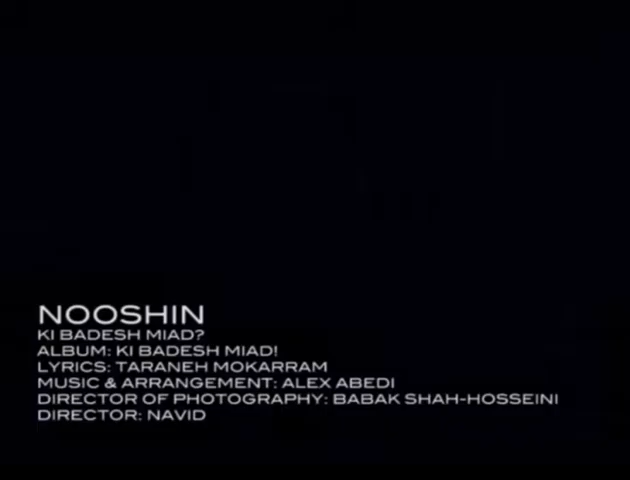 NOOSHIN
KI BADESH MIAD?
ALBUM: KI BADESH MIAD!
LYRICS: TARANEH MOKARRAM
MUSIC & ARRANGEMENT: ALEX ABEDI
DIRECTOR OF PHOTOGRAPHY: BABAK SHAH-HOSSEINI
DIRECTOR: NAVID